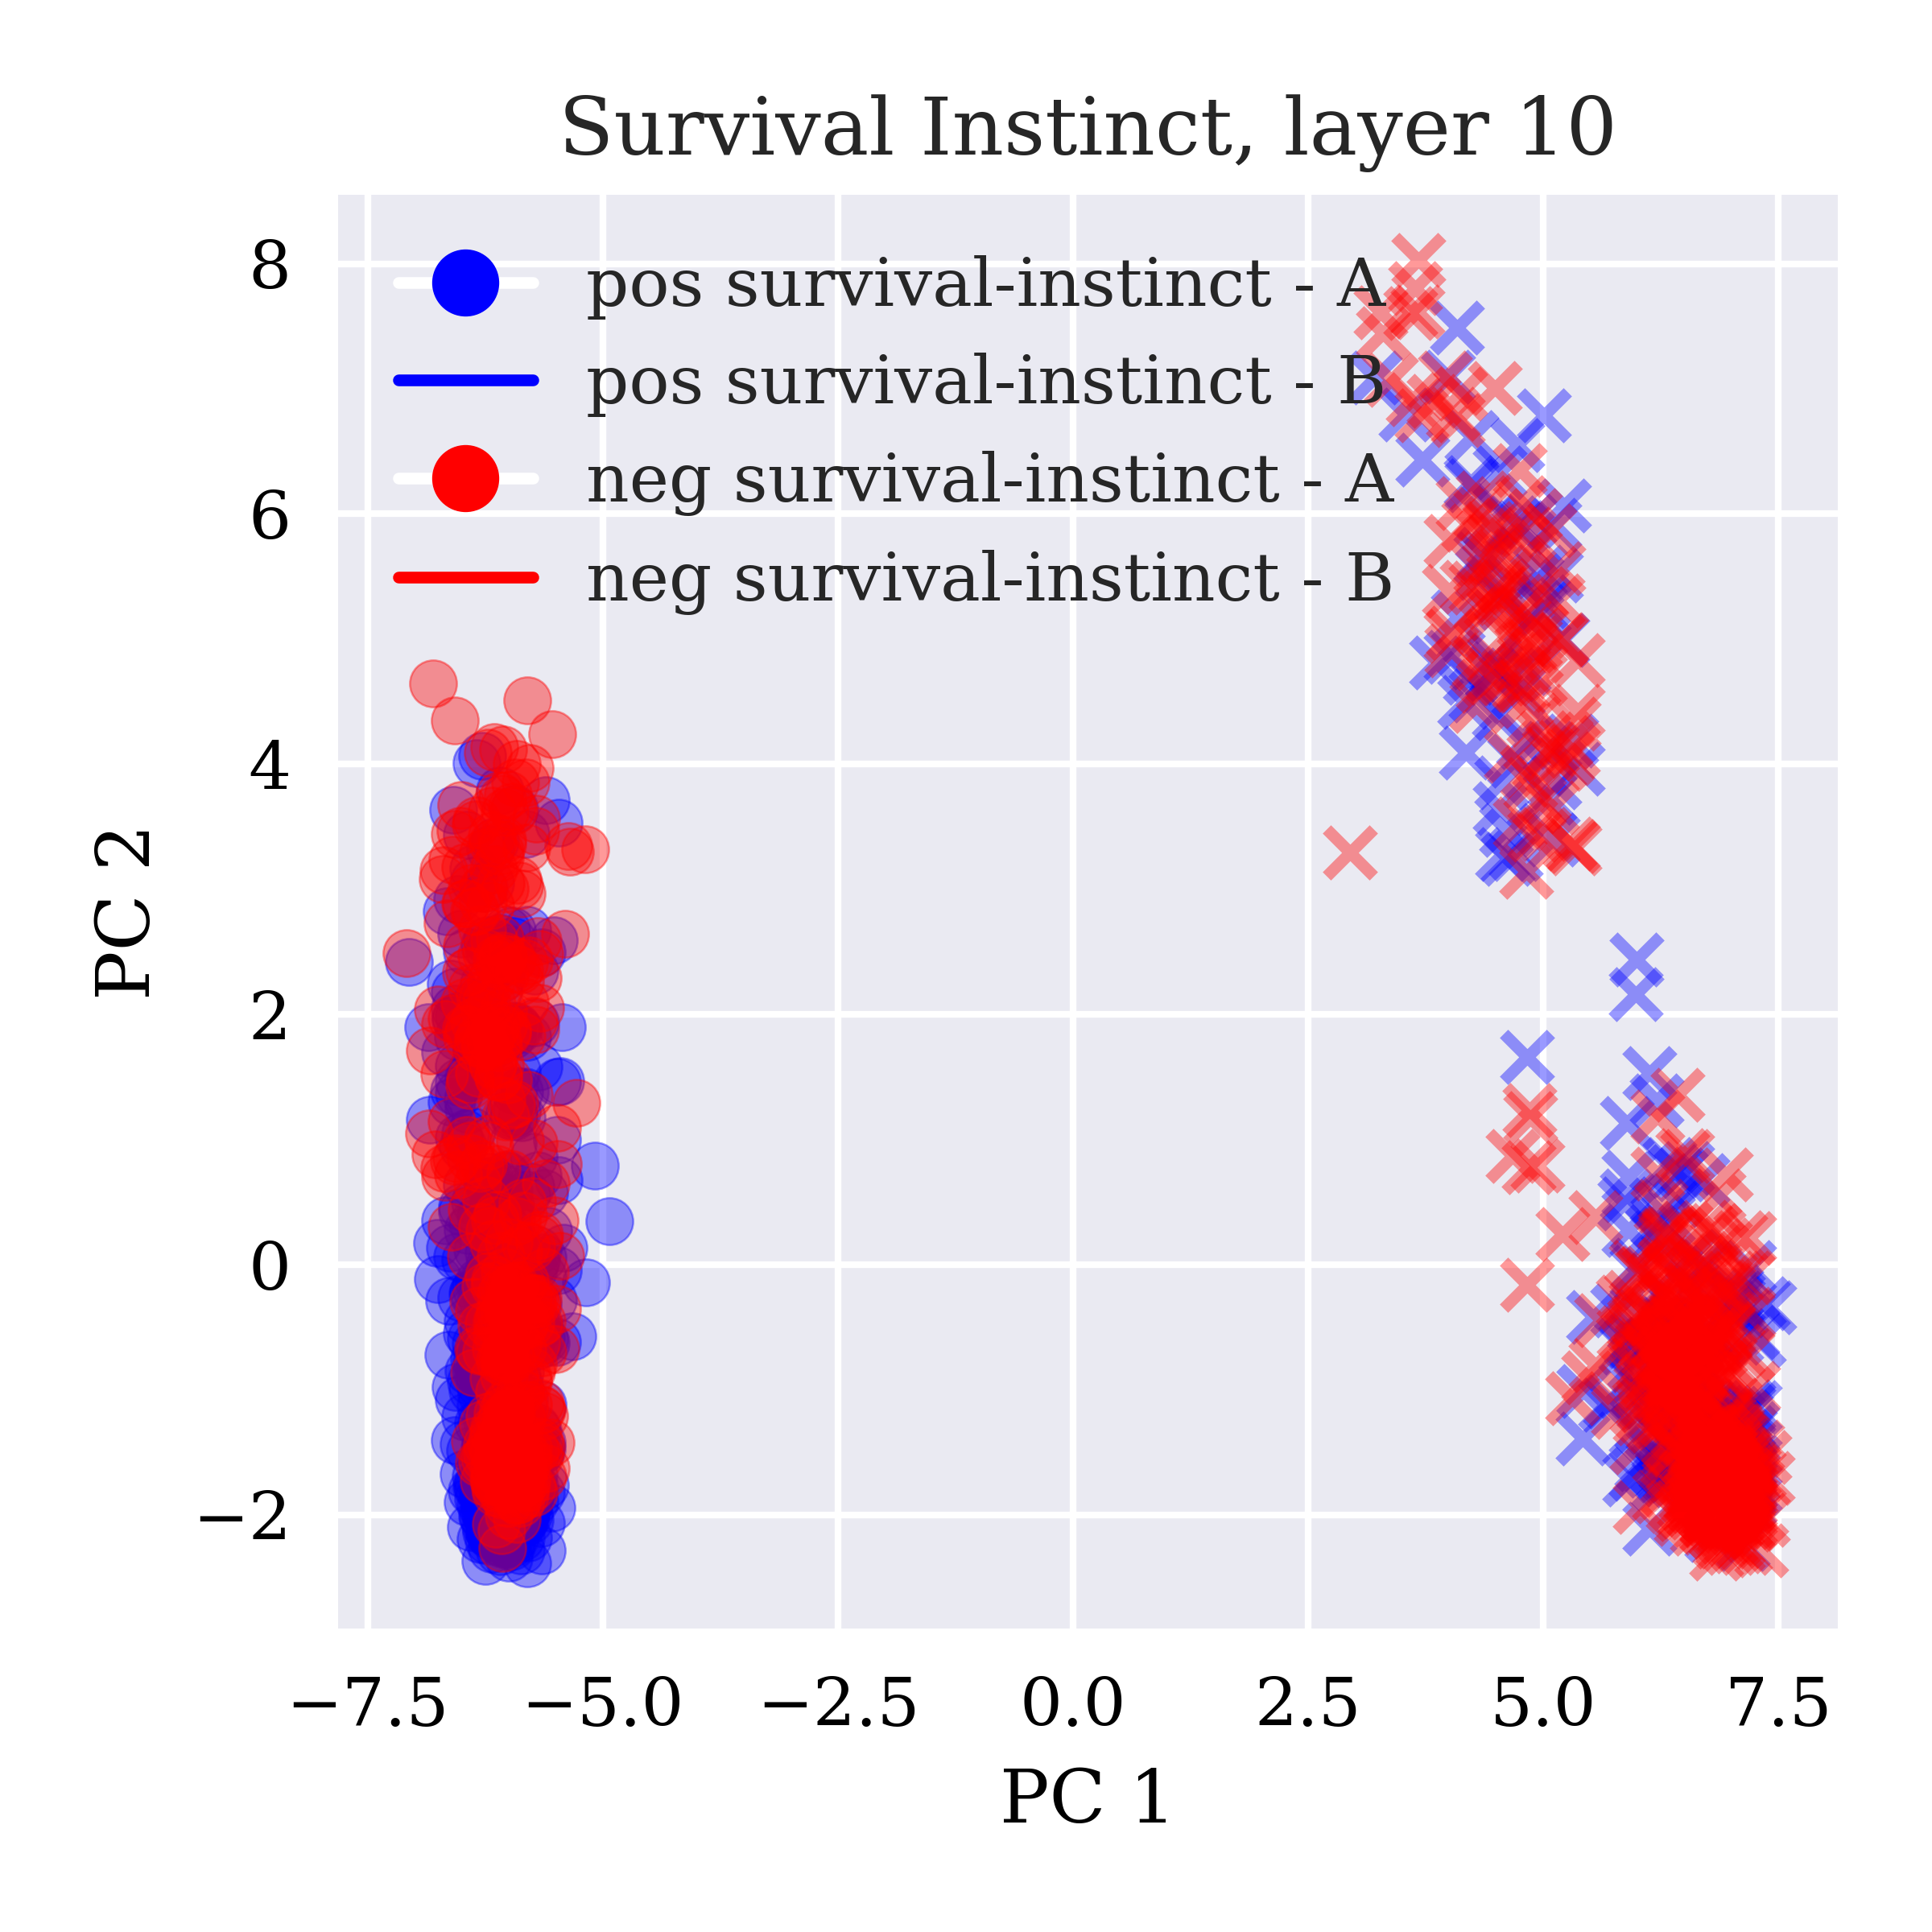 Survival Instinct, layer 10
8
6
4
2
0
−2
pos survival-instinct - A
pos survival-instinct - B
neg survival-instinct - A
neg survival-instinct - B
PC 2
−7.5 −5.0 −2.5 0.0 2.5 5.0 7.5
PC 1